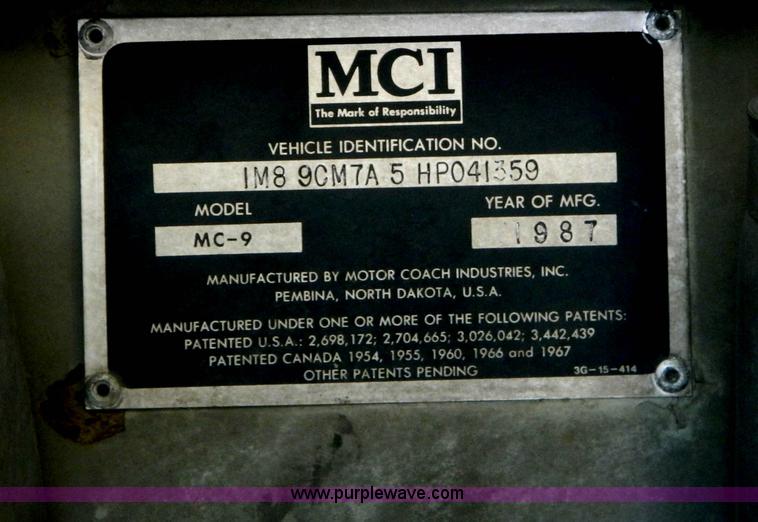 MCI
The Mark of Responsibility
VEHICLE IDENTIFICATION NO.
1M8 9CM7A 5 HP041359
MODEL
YEAR OF MFG.
MC-9
1987
MANUFACTURED BY MOTOR COACH INDUSTRIES, INC.
PEMBINA, NORTH DAKOTA, U.S.A.
MANUFACTURED UNDER ONE OR MORE OF THE FOLLOWING PATENTS:
PATENTED U.S.A.: 2,698,172; 2,704,665; 3,026,042; 3,442,439
PATENTED CANADA 1954, 1955, 1960, 1966 and 1967
OTHER PATENTS PENDING
3G-15-414
www.purplewave.com